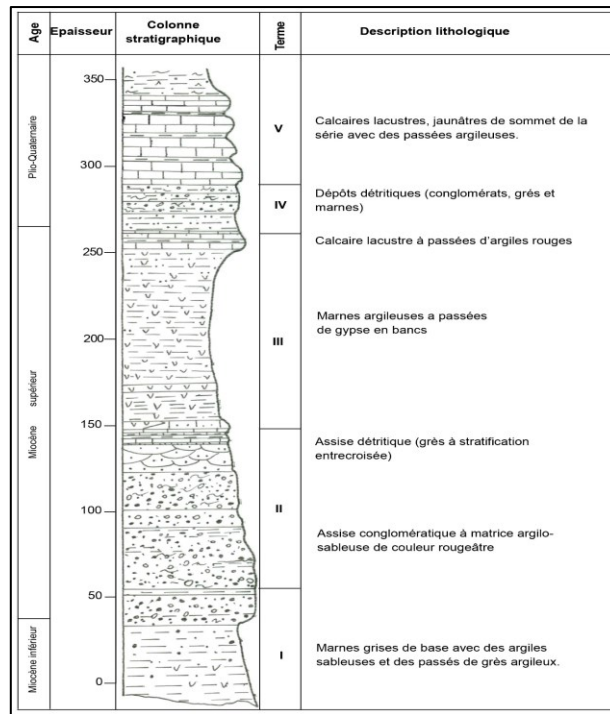 Age
Epaisseur
Colonne
stratigraphique
Terme
Description lithologique
Plio-Quaternaire
Miocène supérieur
Miocène inférieur
350
300
250
200
150
100
50
0
V
IV
III
II
I
Calcaires lacustres, jaunâtres de sommet de la
série avec des passées argileuses.
Dépôts détritiques (conglomérats, grés et
marnes)
Calcaire lacustre à passées d'argiles rouges
Marnes argileuses a passées
de gypse en bancs
Assise détritique (grès à stratification
entrecroisée)
Assise conglomératique à matrice argilo-
sableuse de couleur rougeâtre
Marnes grises de base avec des argiles
sableuses et des passés de grès argileux.